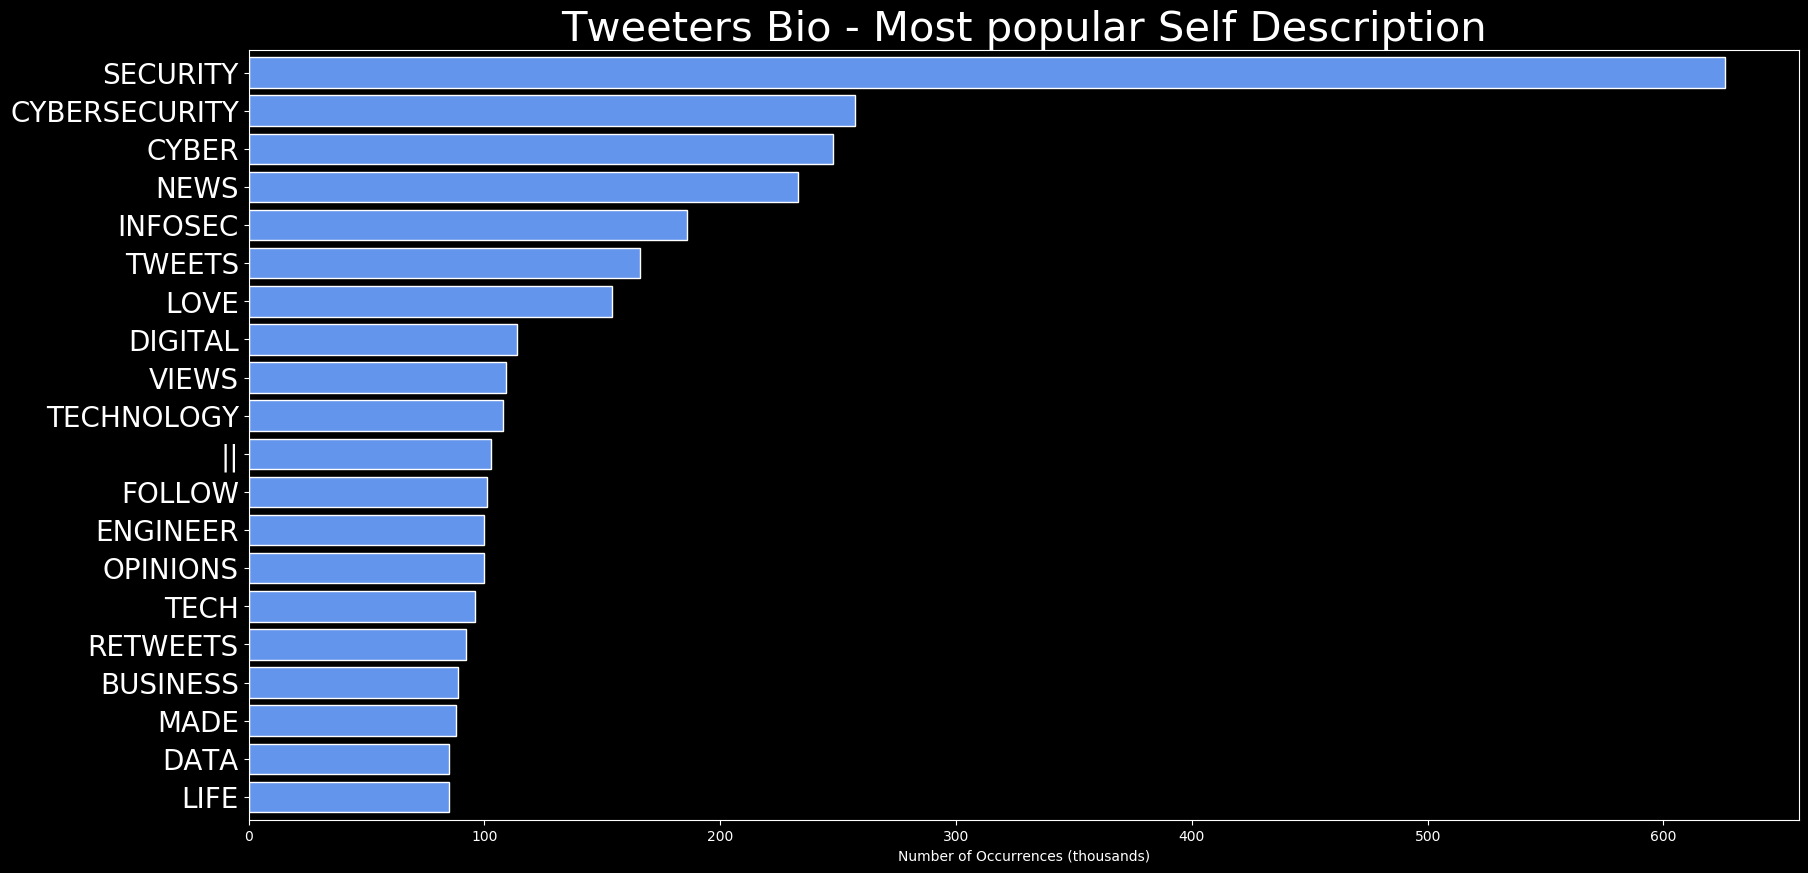 Tweeters Bio - Most popular Self Description
SECURITY
CYBERSECURITY
CYBER
NEWS
INFOSEC
TWEETS
LOVE
DIGITAL
VIEWS
TECHNOLOGY
||
FOLLOW
ENGINEER
OPINIONS
TECH
RETWEETS
BUSINESS
MADE
DATA
LIFE
0 100 200 300 400 500 600
Number of Occurrences (thousands)